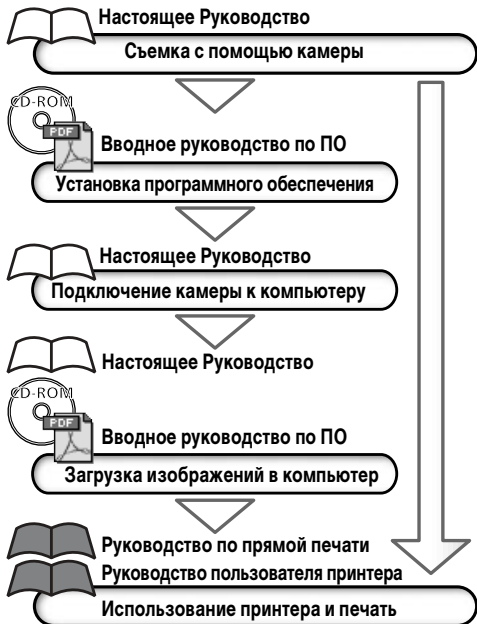 Настоящее Руководство
Съемка с помощью камеры
CD-ROM
PDF
Вводное руководство по ПО
Установка программного обеспечения
Настоящее Руководство
Подключение камеры к компьютеру
Настоящее Руководство
CD-ROM
PDF
Вводное руководство по ПО
Загрузка изображений в компьютер
Руководство по прямой печати
Руководство пользователя принтера
Использование принтера и печать